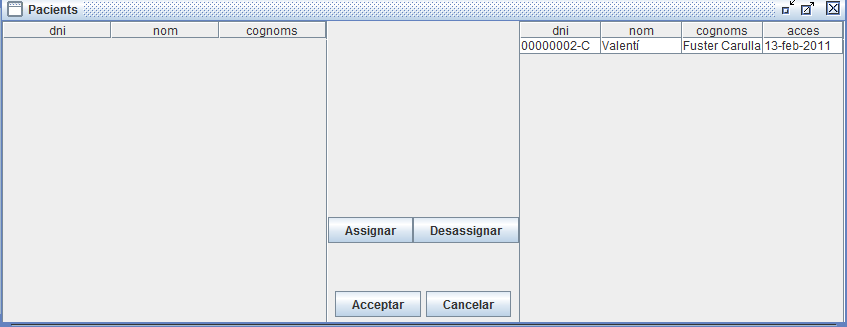 Pacients
dni nom cognoms
dni nom cognoms acces
00000002-C Valentí Fuster Carulla 13-feb-2011
Assignar Desassignar
Acceptar Cancelar